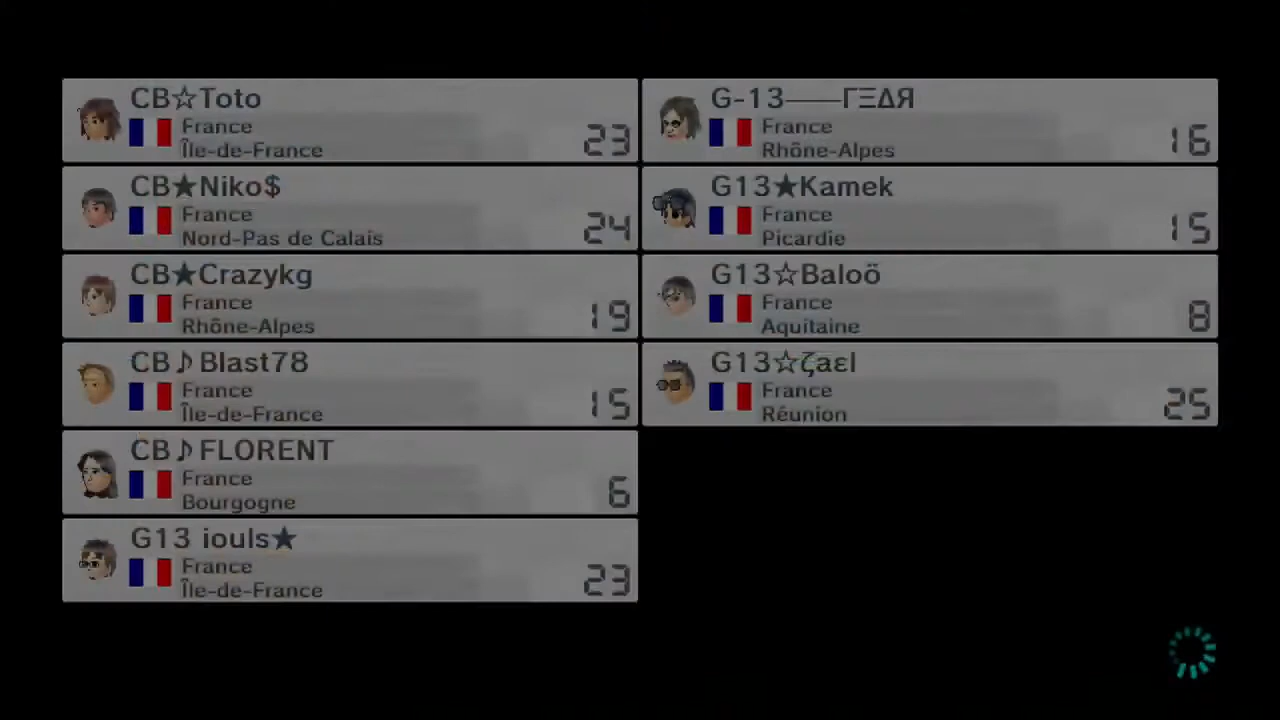 CB☆Toto
France
Île-de-France
23
CB★Niko$
France
Nord-Pas de Calais
24
CB★Crazykg
France
Rhône-Alpes
19
CB♪Blast78
France
Île-de-France
15
CB♪FLORENT
France
Bourgogne
6
G13 iouls★
France
Île-de-France
23
G-13——ΓΞΔЯ
France
Rhône-Alpes
16
G13★Kamek
France
Picardie
15
G13☆Baloö
France
Aquitaine
8
G13☆ζaεl
France
Réunion
25